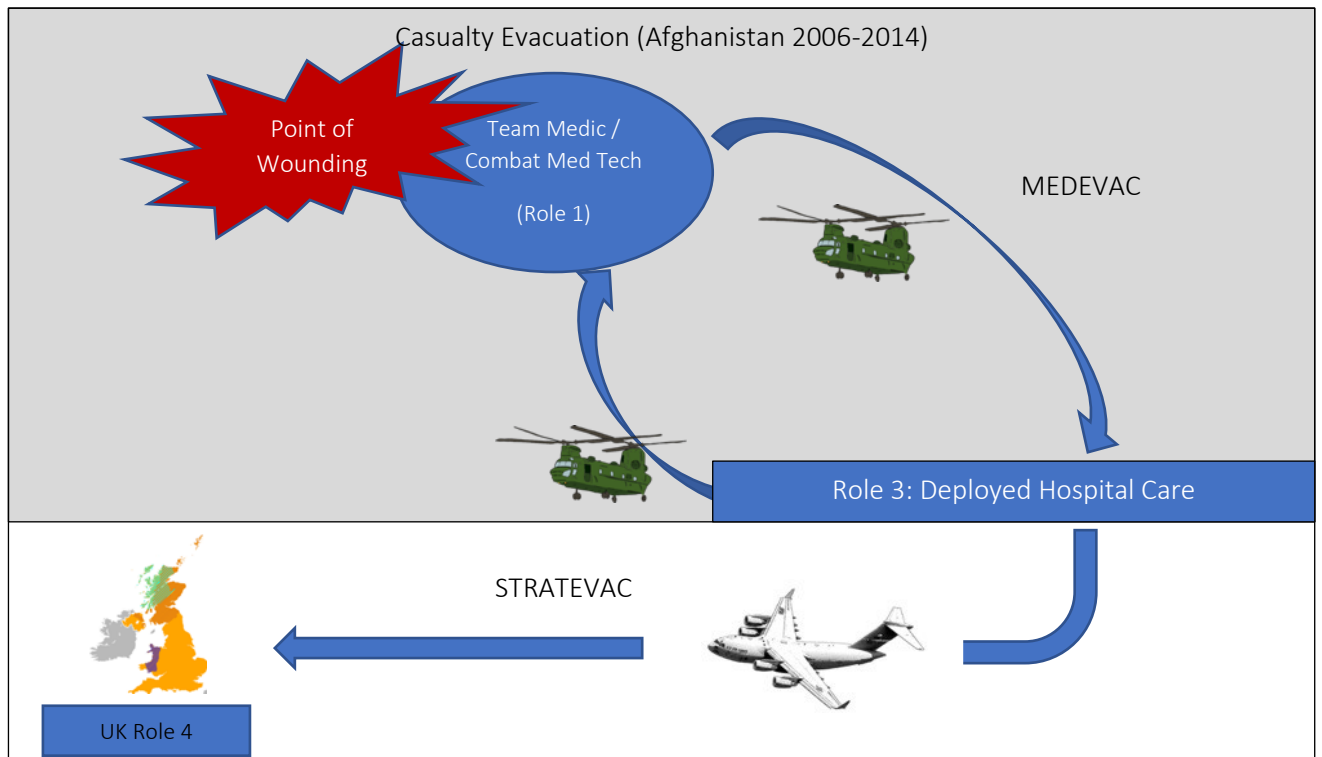 Casualty Evacuation (Afghanistan 2006-2014)
Point of
Wounding
Team Medic /
Combat Med Tech
(Role 1)
MEDEVAC
Role 3: Deployed Hospital Care
STRATEVAC
UK Role 4